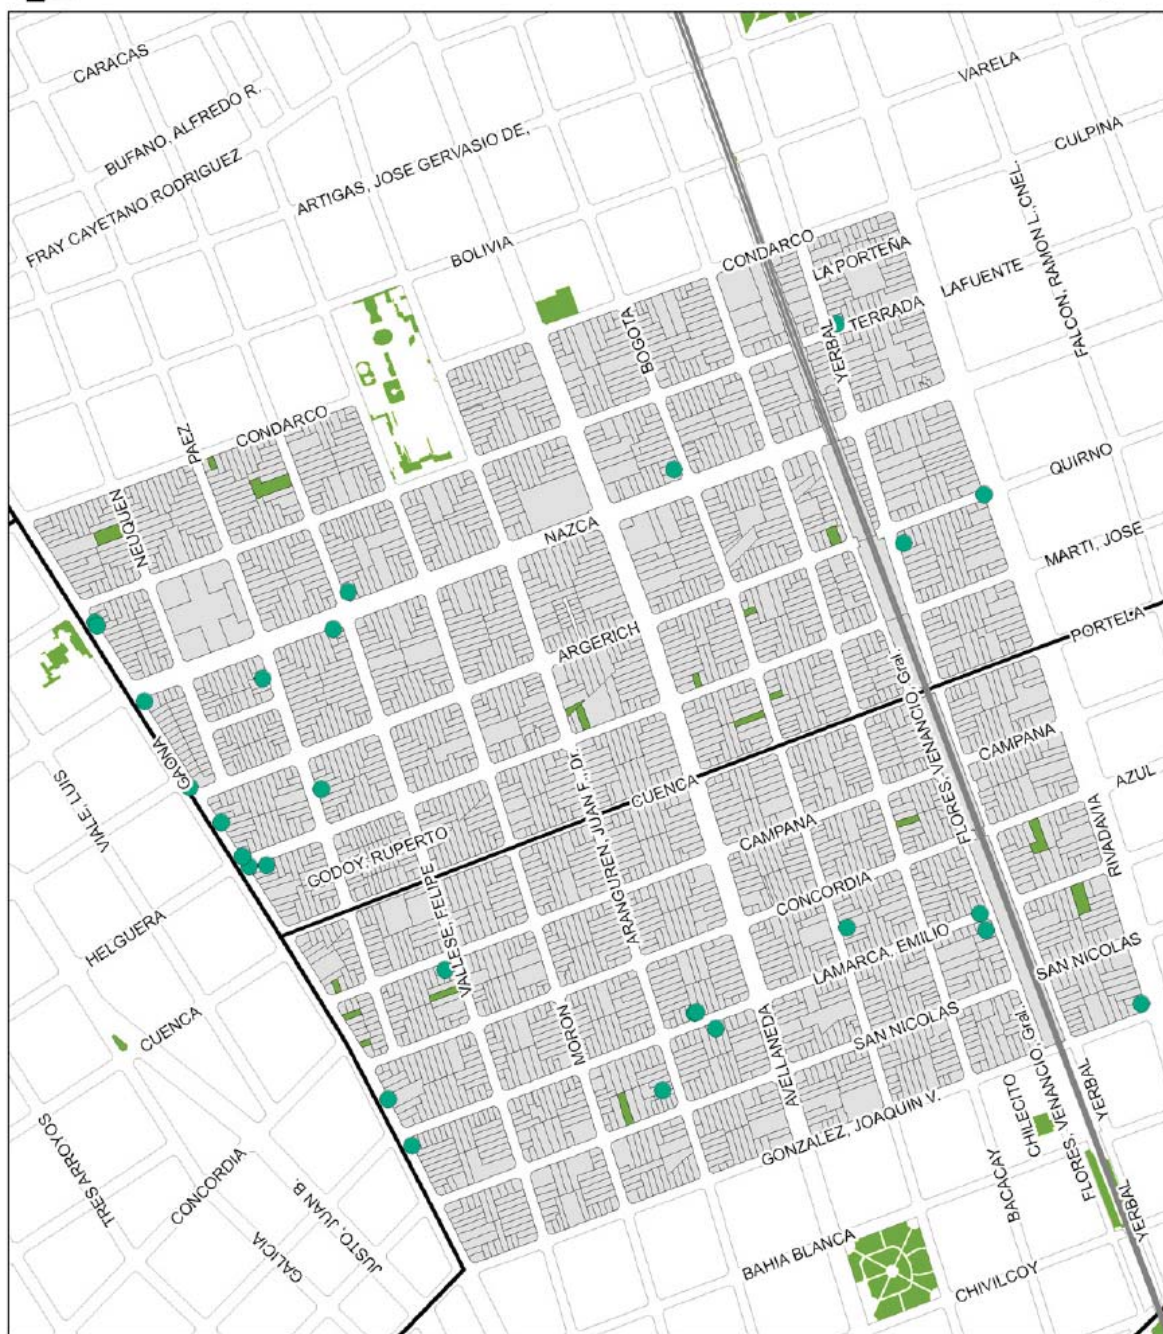 CARACAS
VARELA
BUFANO, ALFREDO R.
CULPINA
FRAY CAYETANO RODRIGUEZ
ARTIGAS, JOSE GERVASIO DE,
FALCON, RAMON L., CNEL.
BOLIVIA
CONDARCO
LA PORTEÑA
LAFUENTE
TERRADA
BOGOTA
YERBAL
CONDARCO
PAEZ
QUIRNO
NEUQUEN
NAZCA
MARTI, JOSE
ARGERICH
PORTELA
FLORES, VENANCIO, Gral.
GAONA
CAMPANA
AZUL
VIALE, LUIS
CUENCA
ARANGUREN, JUAN F., Dr.
CAMPANA
RIVADAVIA
GODOY, RUPERTO
VALLESE, FELIPE
CONCORDIA
HELGUERA
LAMARCA, EMILIO
SAN NICOLAS
CUENCA
MORON
AVELLANEDA
SAN NICOLAS
CHILECITO
FLORES, VENANCIO, Gral.
YERBAL
GONZALEZ, JOAQUIN V.
TRES ARROYOS
CONCORDIA
BACACAY
YERBAL
JUSTO, JUAN B.
GALICIA
BAHIA BLANCA
CHIVILCOY